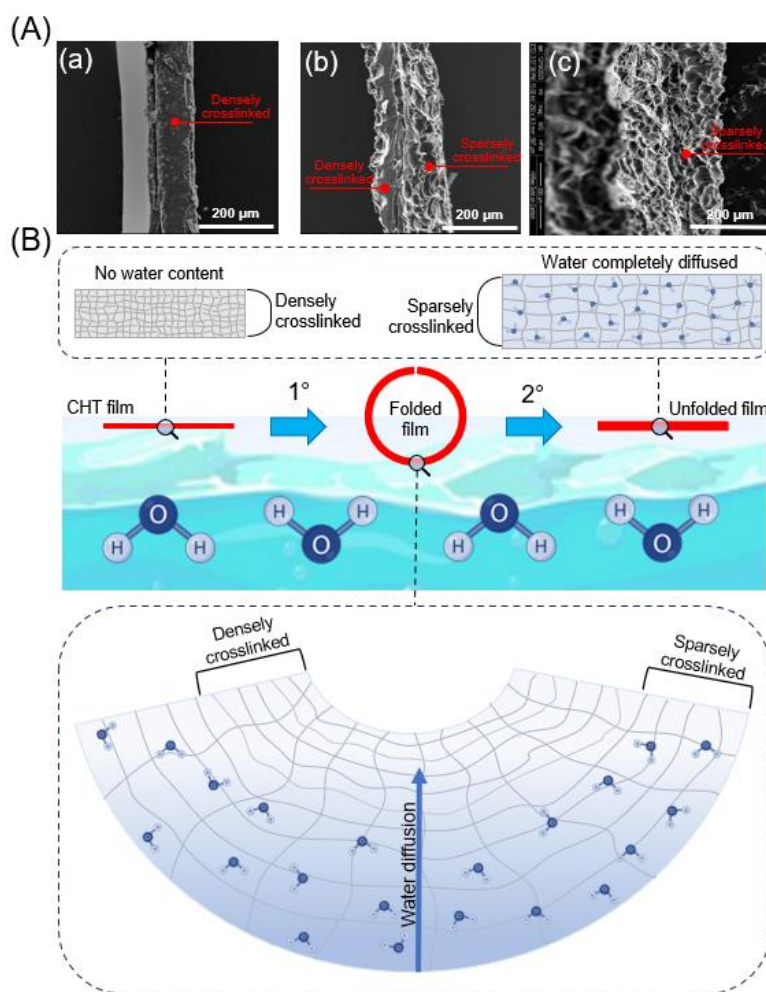 (A)
(a)
Densely
crosslinked
200 µm
(b)
Sparsely
crosslinked
Densely
crosslinked
200 µm
(c)
Sparsely
crosslinked
200 µm
(B)
No water content
Densely
crosslinked
Water completely diffused
Sparsely
crosslinked
CHT film
1°
Folded
film
2°
Unfolded film
O
H
H
H
H
O
O
H
H
H
H
O
Densely
crosslinked
Sparsely
crosslinked
Water diffusion